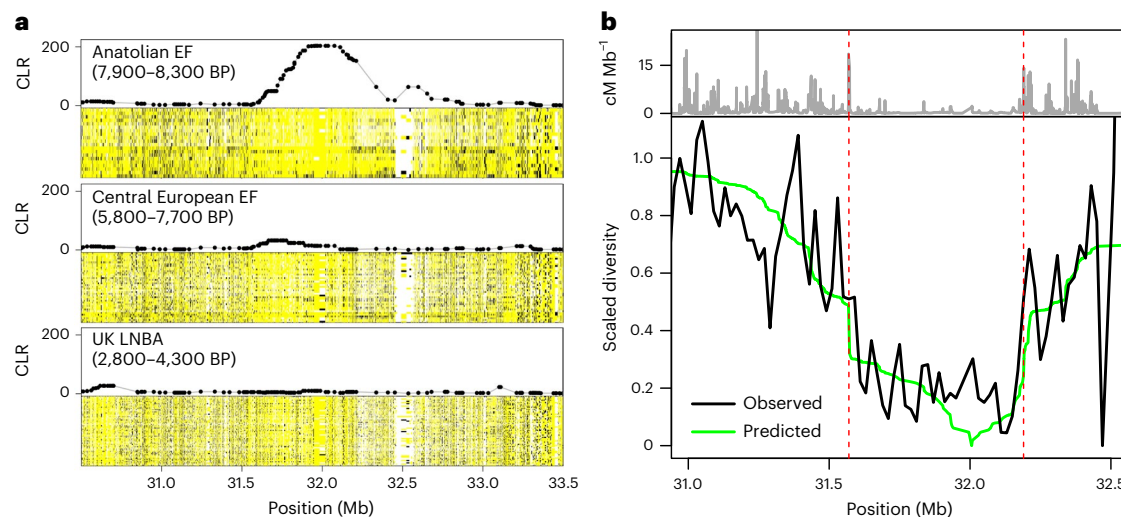 a
CLR
200
0
Anatolian EF
(7,900–8,300 BP)
CLR
200
0
Central European EF
(5,800–7,700 BP)
CLR
200
0
UK LNBA
(2,800–4,300 BP)
31.0 31.5 32.0 32.5 33.0 33.5
Position (Mb)
b
cM Mb⁻¹
15
0
Scaled diversity
1.0
0.8
0.6
0.4
0.2
0
Observed
Predicted
31.0 31.5 32.0 32.5
Position (Mb)